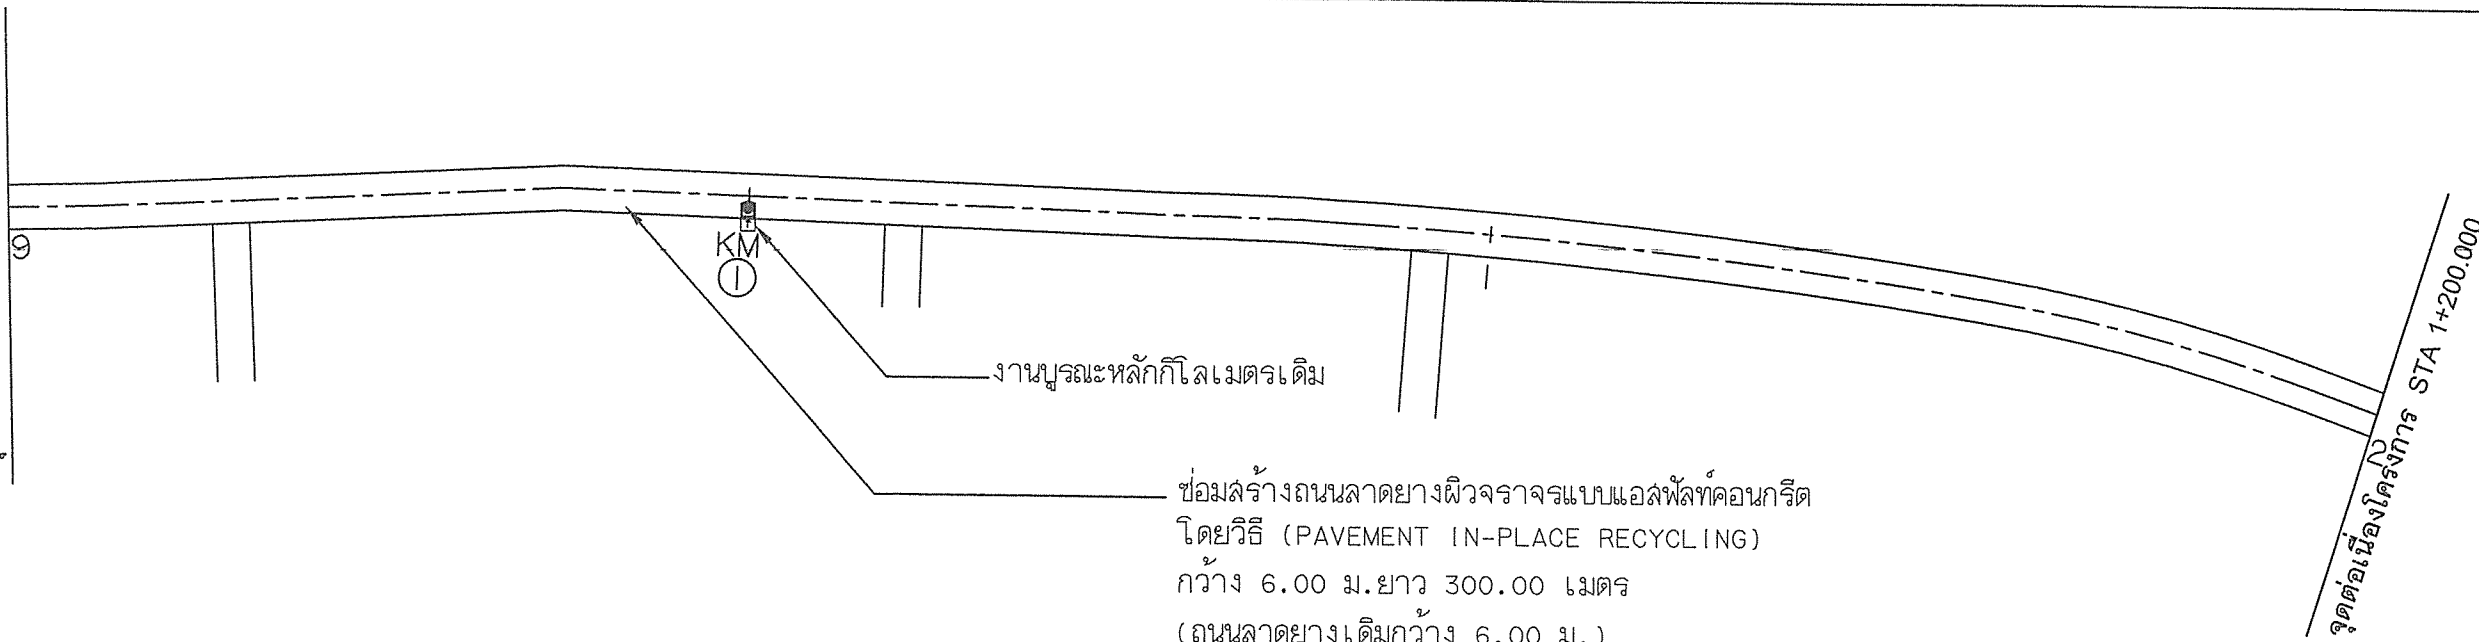 9
KM
1
งานบูรณะหลักกิโลเมตรเดิม
ซ่อมสร้างถนนลาดยางผิวจราจรแบบแอสฟัลท์คอนกรีต
โดยวิธี (PAVEMENT IN-PLACE RECYCLING)
กว้าง 6.00 ม.ยาว 300.00 เมตร
(ถนนลาดยางเดิมกว้าง 6.00 ม.)
จุดต่อเนื่องโครงการ STA 1+200.000
2